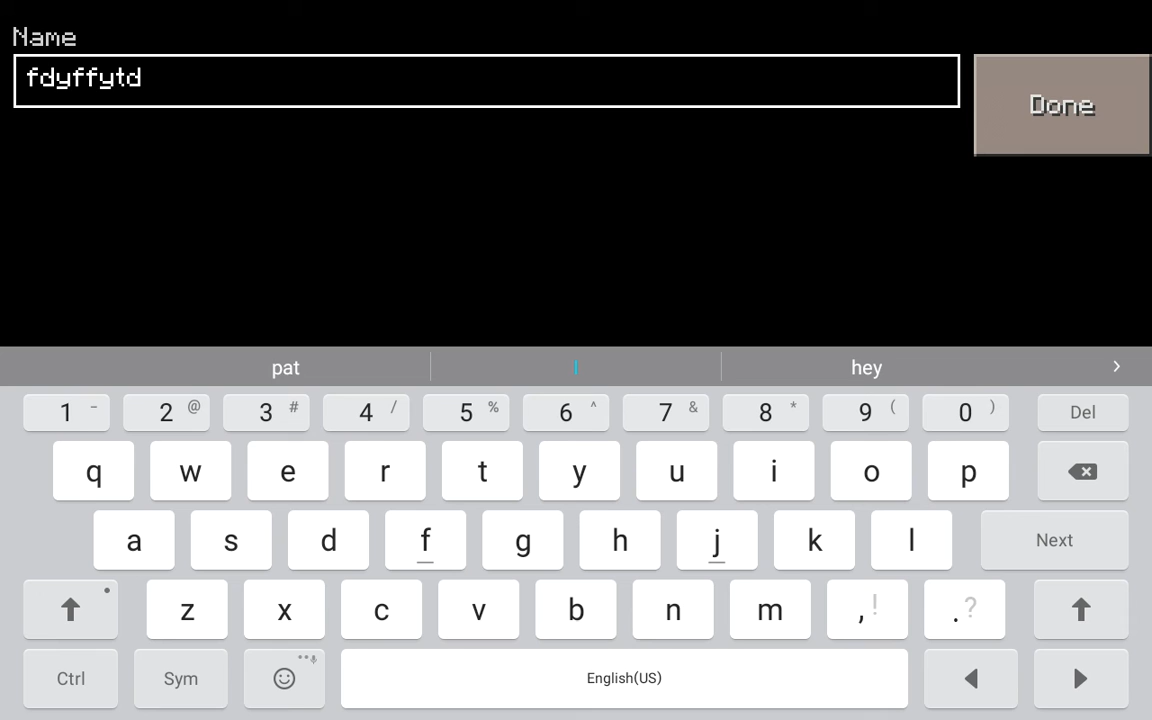 Name
fdyffytd
Done
pat
I
hey
>
1 - 2 @ 3 # 4 / 5 % 6 ^ 7 & 8 * 9 ( 0 ) Del
q w e r t y u i o p
a s d f g h j k l Next
z x c v b n m , ! . ?
Ctrl Sym English(US)